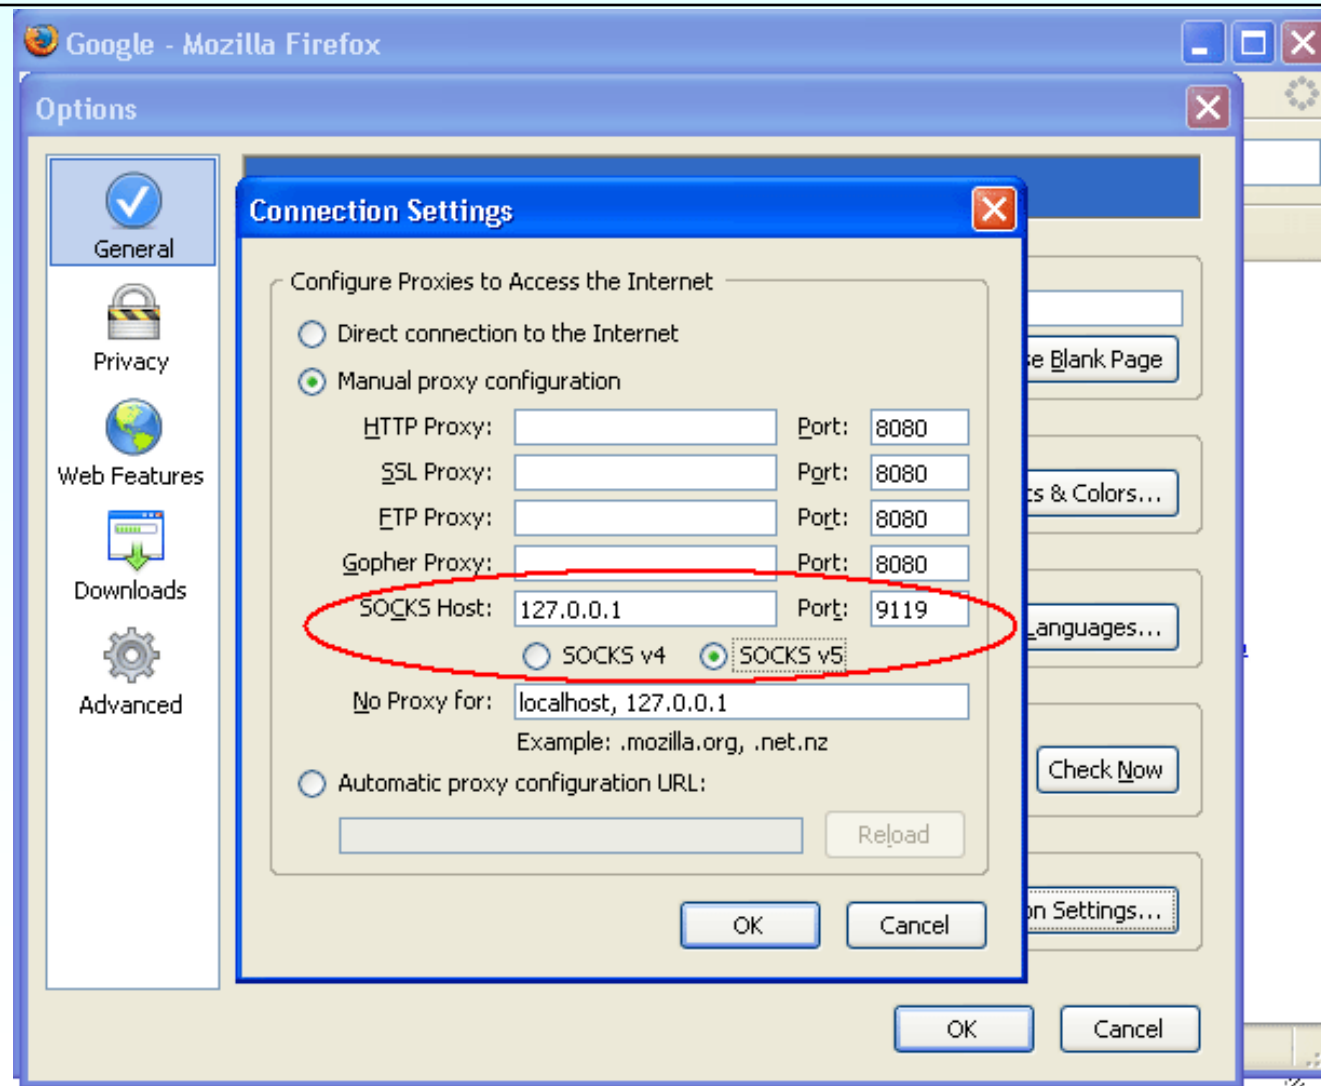 Google - Mozilla Firefox
Options
General
Privacy
Web Features
Downloads
Advanced
Connection Settings
Configure Proxies to Access the Internet
Direct connection to the Internet
Manual proxy configuration
HTTP Proxy: Port: 8080
SSL Proxy: Port: 8080
FTP Proxy: Port: 8080
Gopher Proxy: Port: 8080
SOCKS Host: 127.0.0.1 Port: 9119
SOCKS v4 SOCKS v5
No Proxy for: localhost, 127.0.0.1
Example: .mozilla.org, .net.nz
Automatic proxy configuration URL:
Reload
OK Cancel
Blank Page
& Colors...
Languages...
Check Now
Settings...
OK Cancel